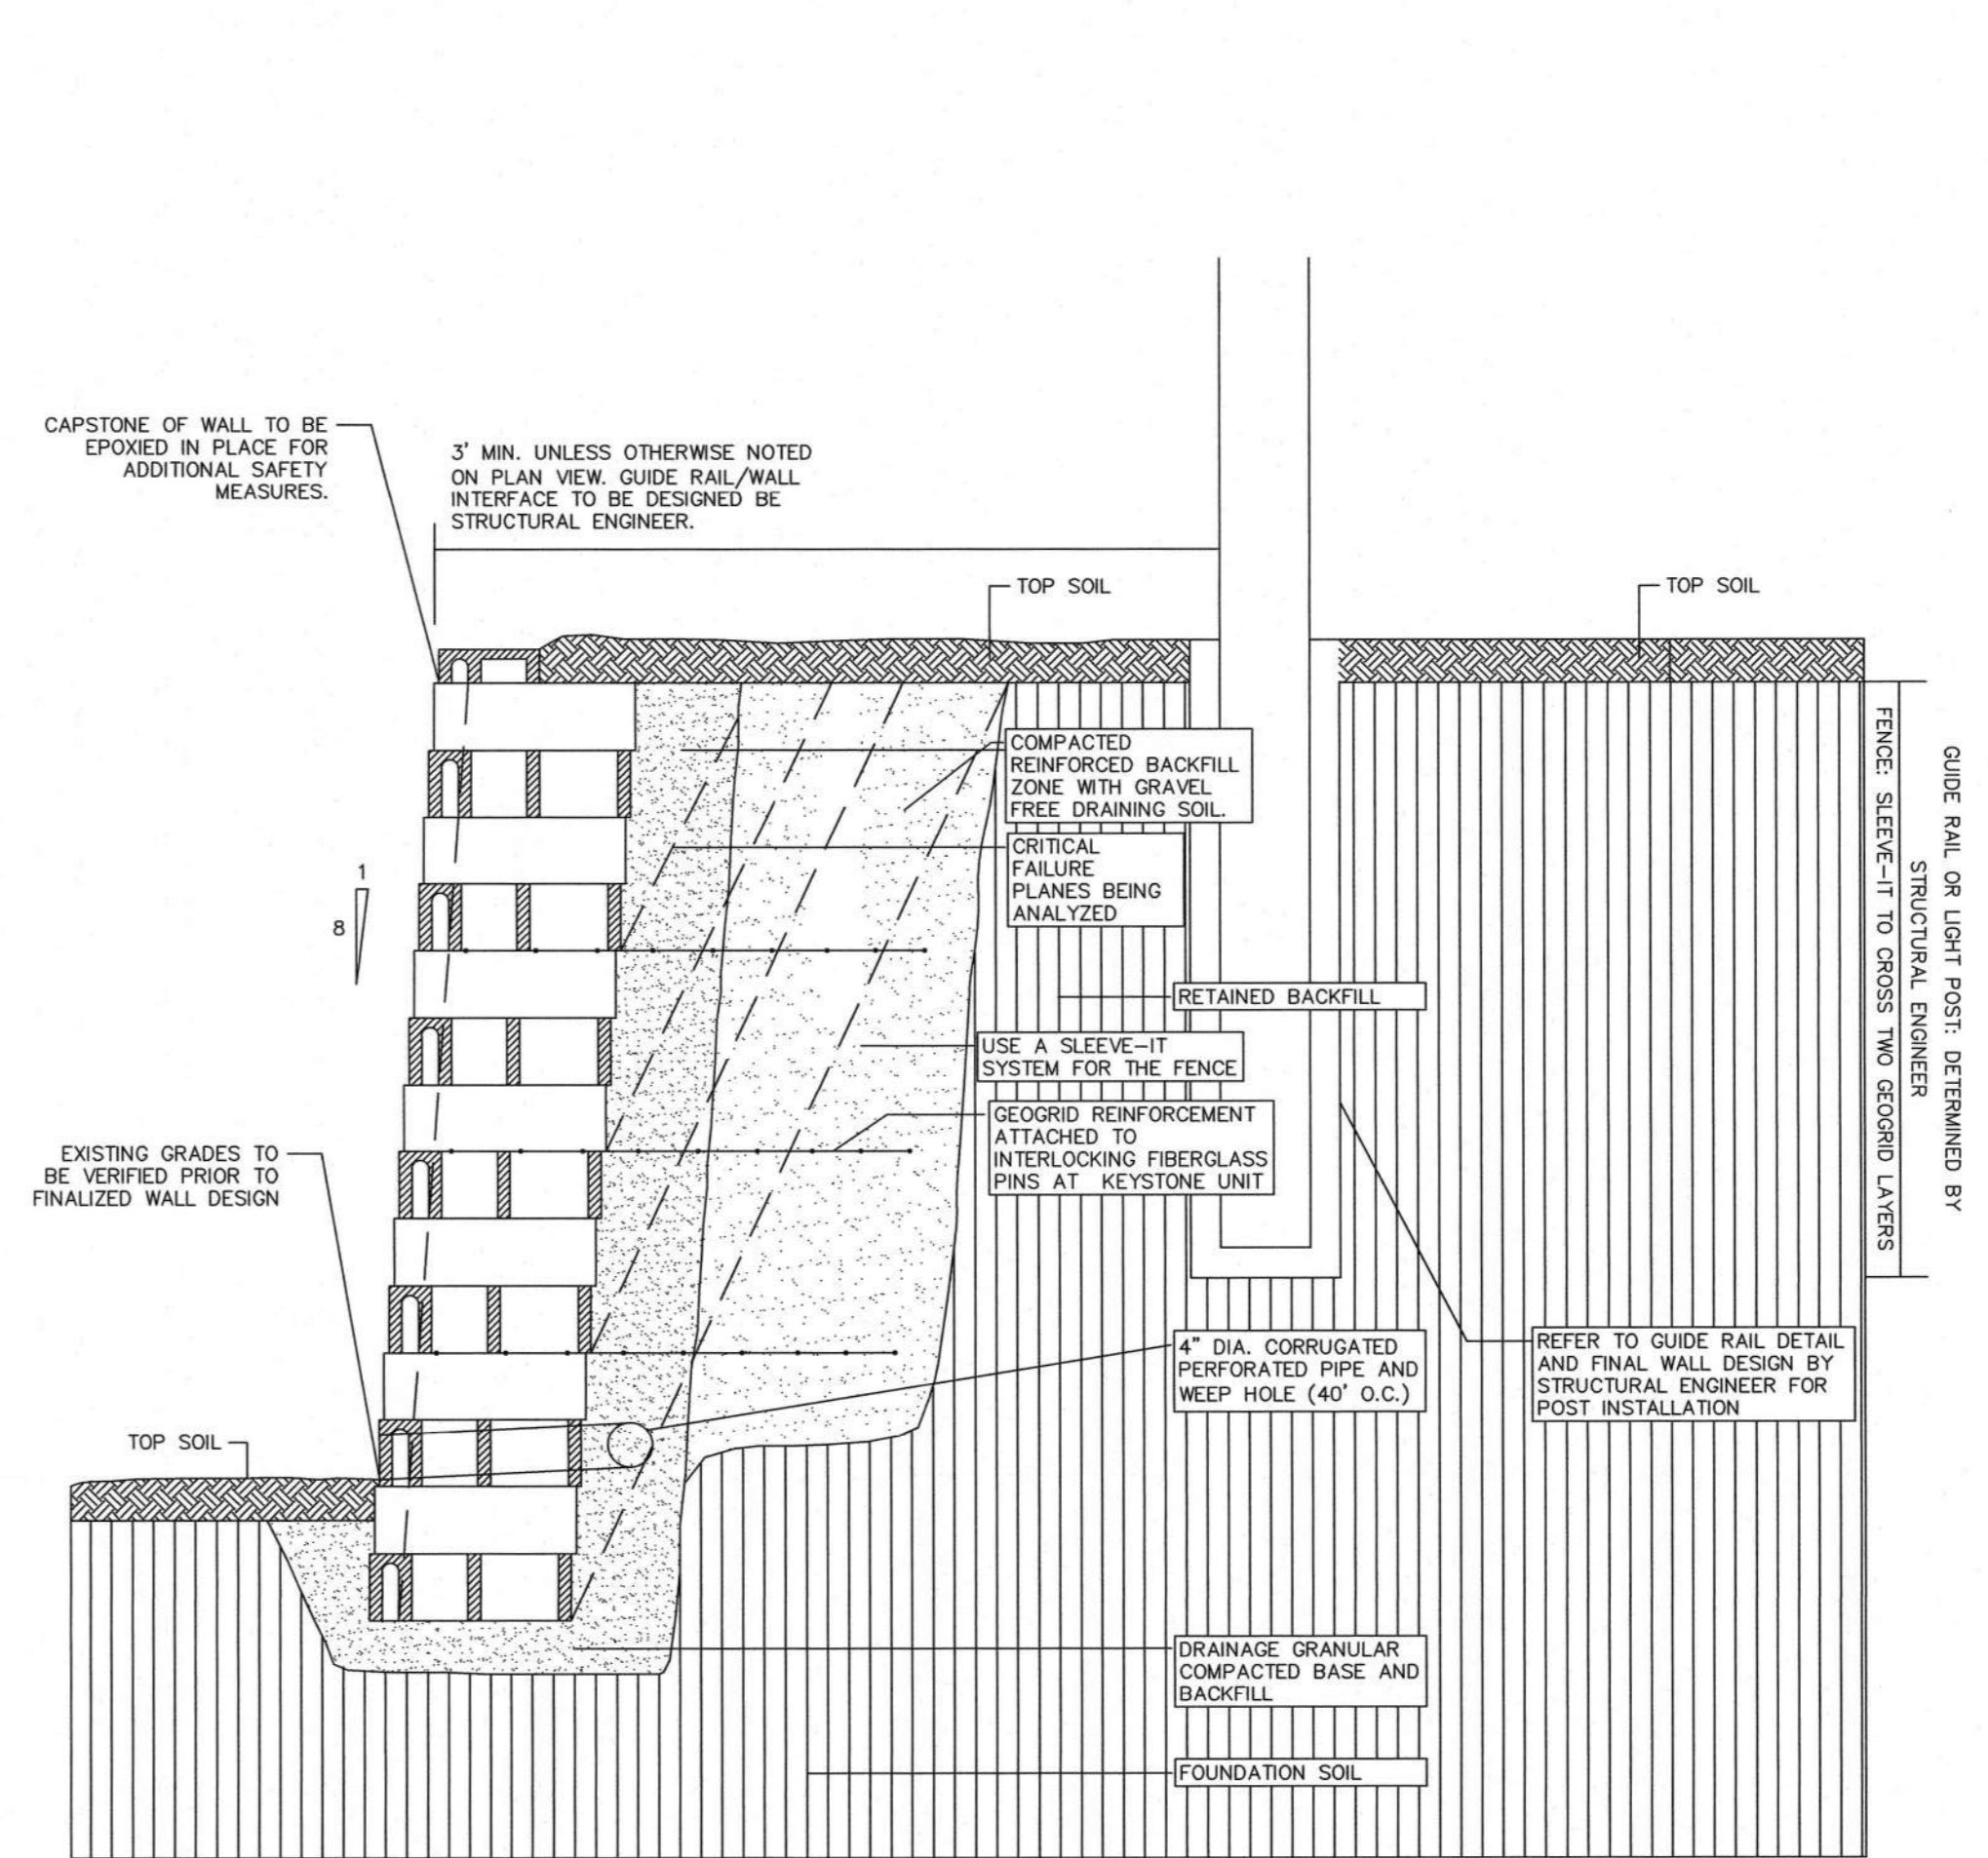 CAPSTONE OF WALL TO BE
EPOXIED IN PLACE FOR
ADDITIONAL SAFETY
MEASURES.
3' MIN. UNLESS OTHERWISE NOTED
ON PLAN VIEW. GUIDE RAIL/WALL
INTERFACE TO BE DESIGNED BE
STRUCTURAL ENGINEER.
TOP SOIL
TOP SOIL
COMPACTED
REINFORCED BACKFILL
ZONE WITH GRAVEL
FREE DRAINING SOIL.
CRITICAL
FAILURE
PLANES BEING
ANALYZED
1
8
RETAINED BACKFILL
USE A SLEEVE-IT
SYSTEM FOR THE FENCE
GEOGRID REINFORCEMENT
ATTACHED TO
INTERLOCKING FIBERGLASS
PINS AT KEYSTONE UNIT
EXISTING GRADES TO
BE VERIFIED PRIOR TO
FINALIZED WALL DESIGN
GUIDE RAIL OR LIGHT POST: DETERMINED BY
STRUCTURAL ENGINEER
FENCE: SLEEVE-IT TO CROSS TWO GEOGRID LAYERS
4" DIA. CORRUGATED
PERFORATED PIPE AND
WEEP HOLE (40' O.C.)
REFER TO GUIDE RAIL DETAIL
AND FINAL WALL DESIGN BY
STRUCTURAL ENGINEER FOR
POST INSTALLATION
TOP SOIL
DRAINAGE GRANULAR
COMPACTED BASE AND
BACKFILL
FOUNDATION SOIL